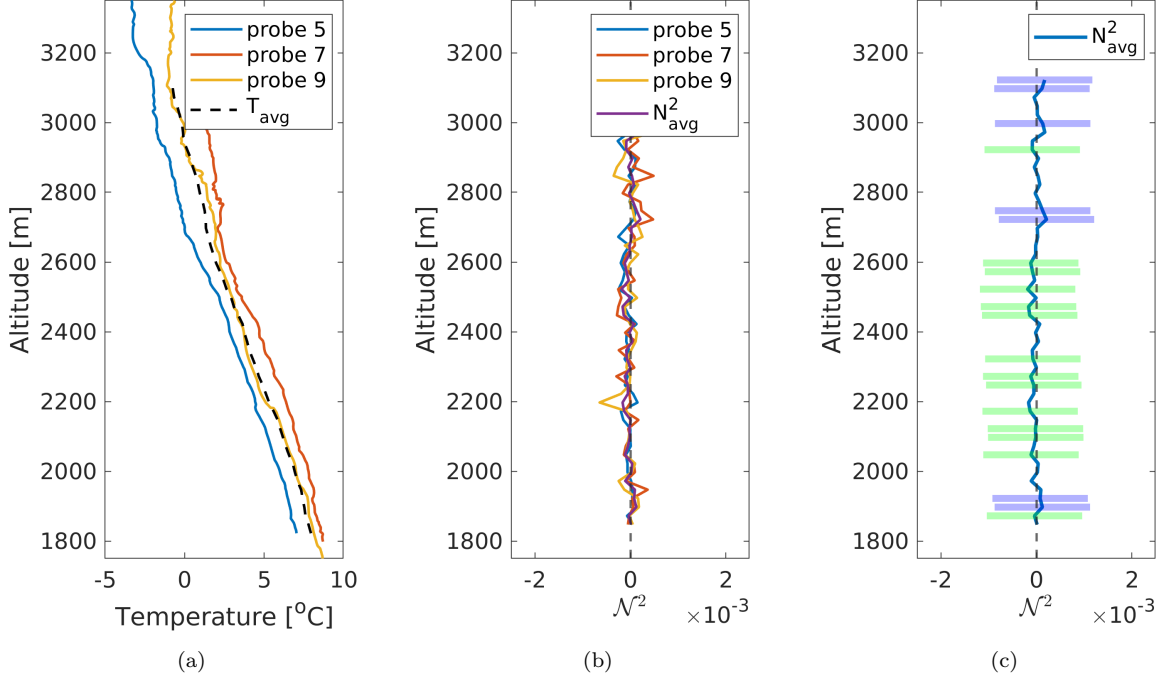 probe 5
probe 7
probe 9
T_avg
3200
3000
2800
2600
2400
2200
2000
1800
Altitude [m]
-5 0 5 10
Temperature [°C]
(a)
probe 5
probe 7
probe 9
N²_avg
3200
3000
2800
2600
2400
2200
2000
1800
Altitude [m]
-2 0 2
𝒩² ×10⁻³
(b)
N²_avg
3200
3000
2800
2600
2400
2200
2000
1800
Altitude [m]
-2 0 2
𝒩² ×10⁻³
(c)